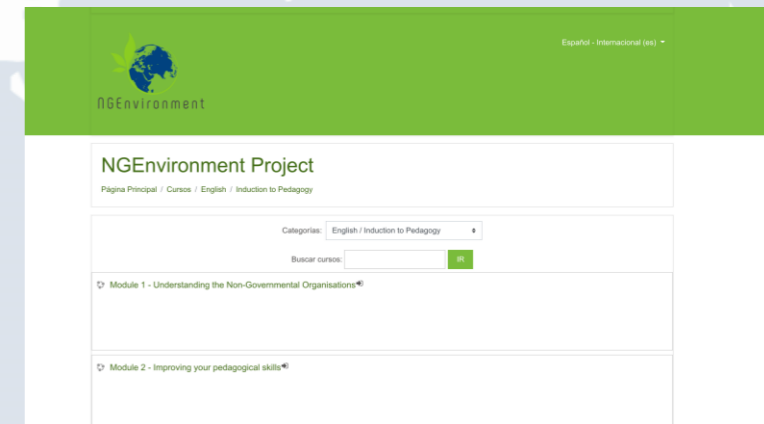 Español - Internacional (es)
NGEnvironment
NGEnvironment Project
Página Principal / Cursos / English / Induction to Pedagogy
Categorías: English / Induction to Pedagogy
Buscar cursos: IR
Module 1 - Understanding the Non-Governmental Organisations
Module 2 - Improving your pedagogical skills